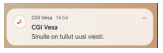 CGI Vesa 14.54
CGI Vesa
Sinulle on tullut uusi viesti.